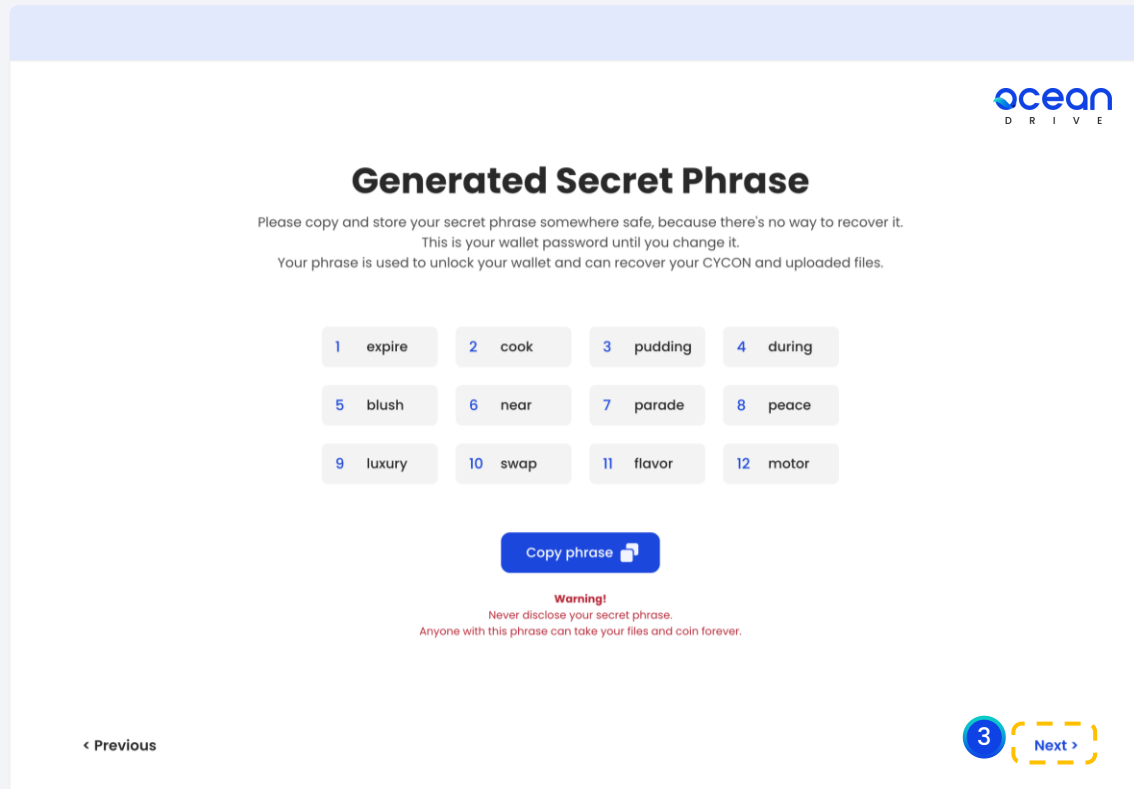 ocean
DRIVE
Generated Secret Phrase
Please copy and store your secret phrase somewhere safe, because there's no way to recover it.
This is your wallet password until you change it.
Your phrase is used to unlock your wallet and can recover your CYCON and uploaded files.
1 expire 2 cook 3 pudding 4 during
5 blush 6 near 7 parade 8 peace
9 luxury 10 swap 11 flavor 12 motor
Copy phrase
Warning!
Never disclose your secret phrase.
Anyone with this phrase can take your files and coin forever.
< Previous 3 Next >